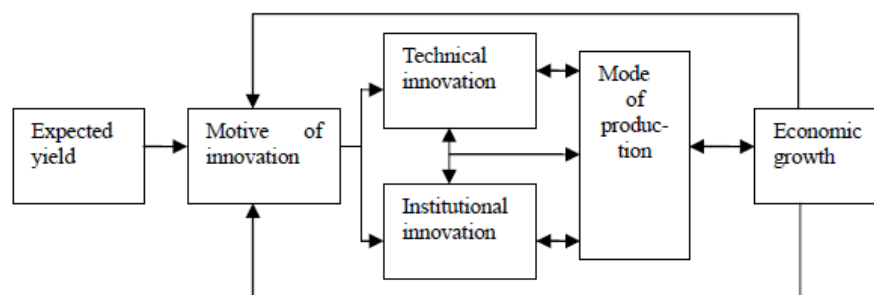 Expected
yield
Motive of
innovation
Technical
innovation
Institutional
innovation
Mode
of
produc-
tion
Economic
growth